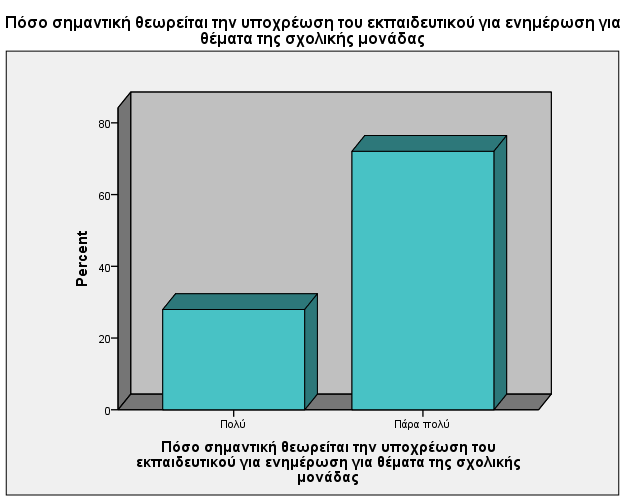 Πόσο σημαντική θεωρείται την υποχρέωση του εκπαιδευτικού για ενημέρωση για
θέματα της σχολικής μονάδας
80
60
40
20
0
Percent
Πολύ
Πάρα πολύ
Πόσο σημαντική θεωρείται την υποχρέωση του
εκπαιδευτικού για ενημέρωση για θέματα της σχολικής
μονάδας